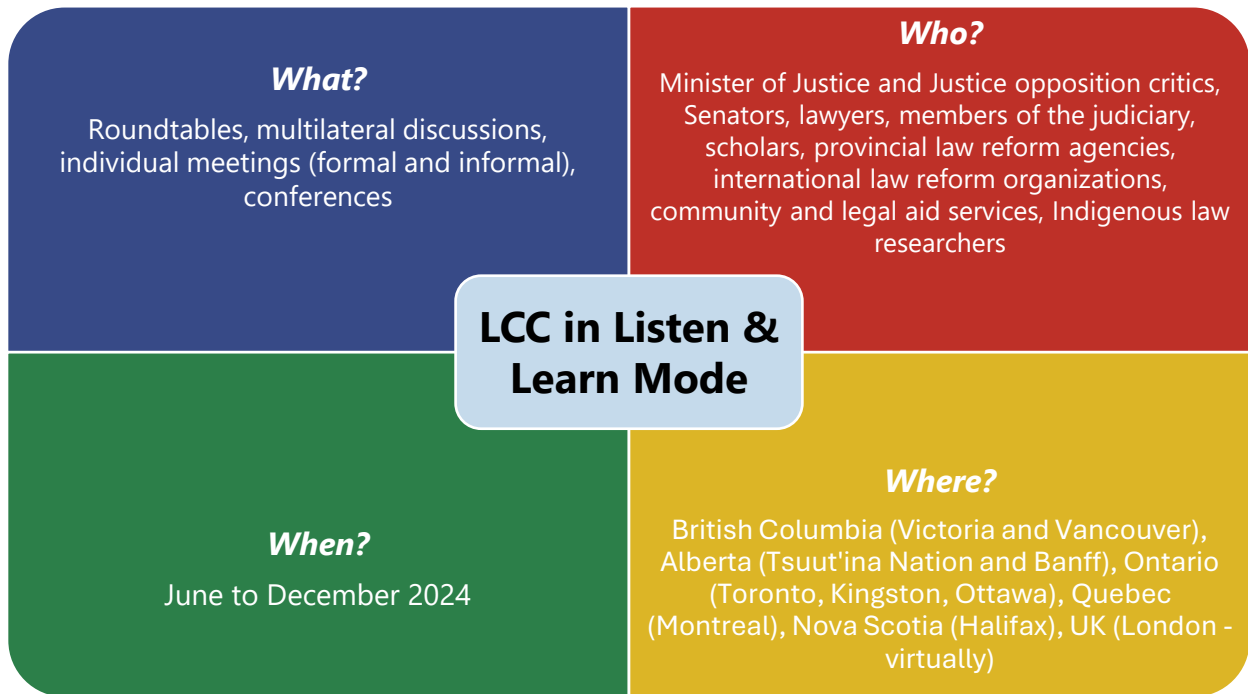 What?
Roundtables, multilateral discussions,
individual meetings (formal and informal),
conferences
Who?
Minister of Justice and Justice opposition critics,
Senators, lawyers, members of the judiciary,
scholars, provincial law reform agencies,
international law reform organizations,
community and legal aid services, Indigenous law
researchers
LCC in Listen &
Learn Mode
When?
June to December 2024
Where?
British Columbia (Victoria and Vancouver),
Alberta (Tsuut'ina Nation and Banff), Ontario
(Toronto, Kingston, Ottawa), Quebec
(Montreal), Nova Scotia (Halifax), UK (London -
virtually)